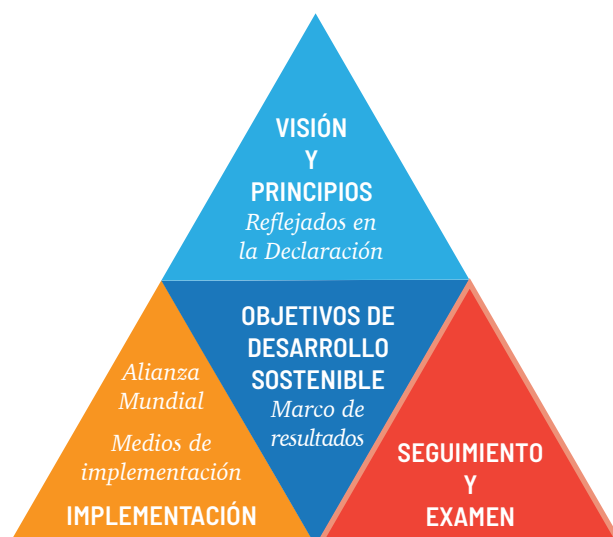 VISIÓN
Y
PRINCIPIOS
Reflejados en
la Declaración
OBJETIVOS DE
DESARROLLO
SOSTENIBLE
Marco de
resultados
Alianza
Mundial
Medios de
implementación
IMPLEMENTACIÓN
SEGUIMIENTO
Y
EXAMEN